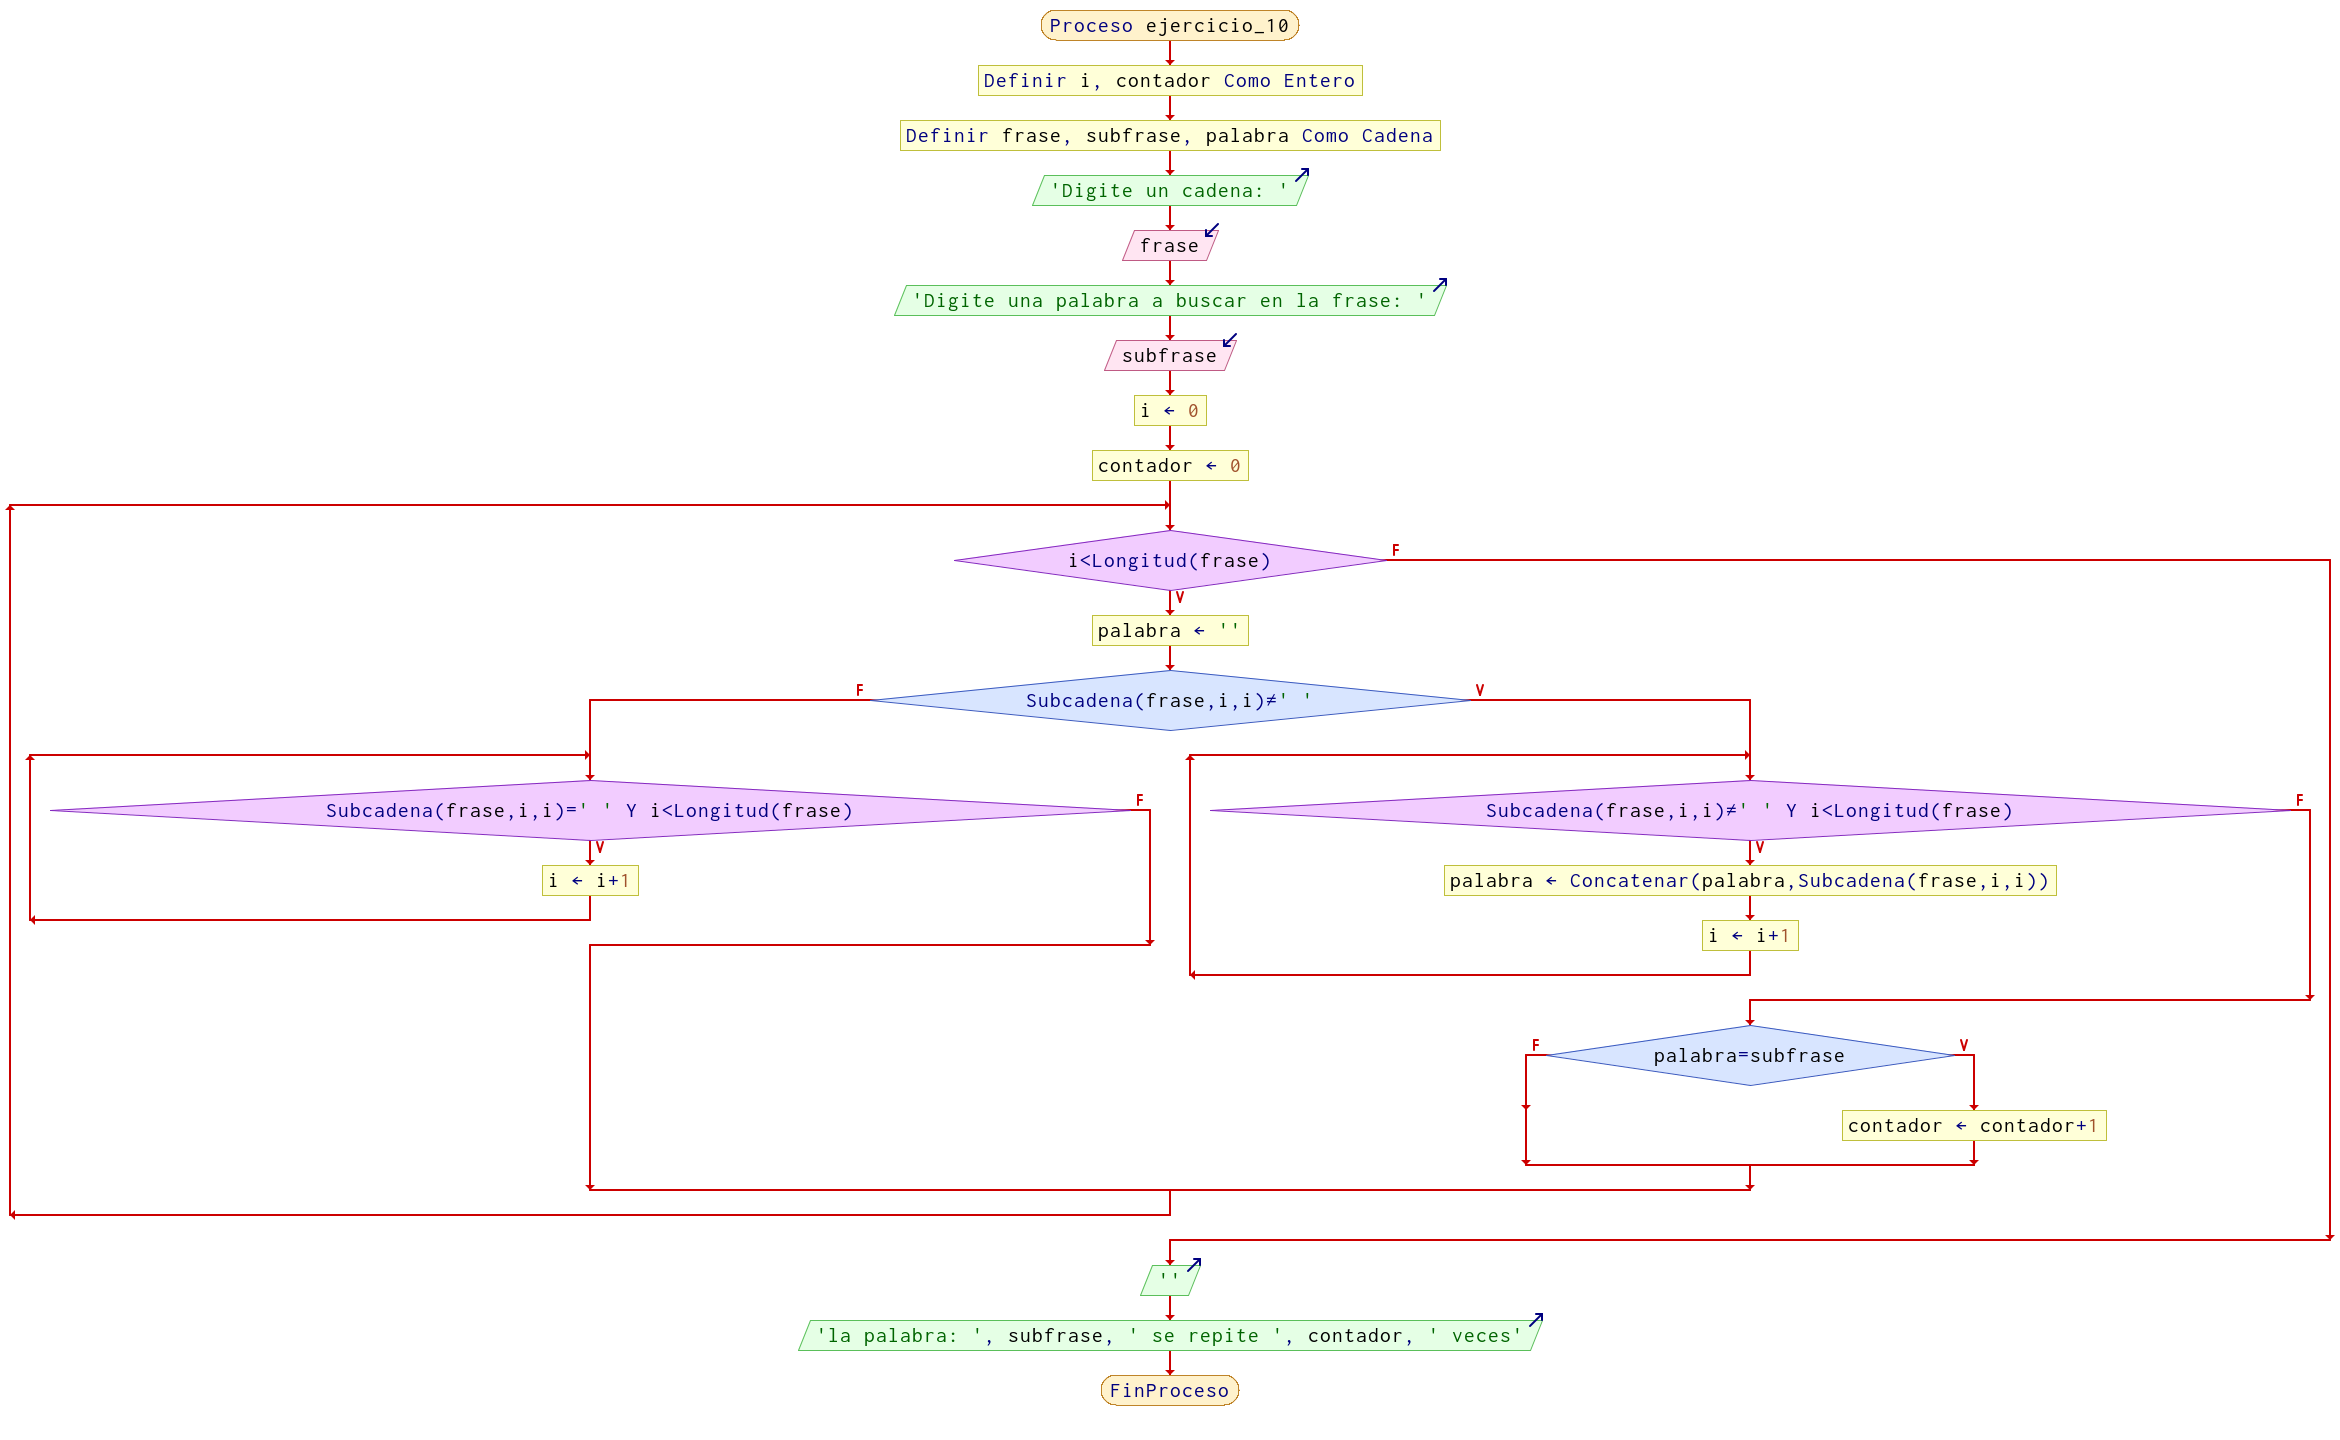 Proceso ejercicio_10
Definir i, contador Como Entero
Definir frase, subfrase, palabra Como Cadena
'Digite un cadena: '
frase
'Digite una palabra a buscar en la frase: '
subfrase
i ← 0
contador ← 0
i<Longitud(frase)
F
V
palabra ← ''
F
Subcadena(frase,i,i)≠' '
V
Subcadena(frase,i,i)=' ' Y i<Longitud(frase)
F
V
i ← i+1
Subcadena(frase,i,i)≠' ' Y i<Longitud(frase)
F
V
palabra ← Concatenar(palabra,Subcadena(frase,i,i))
i ← i+1
F
palabra=subfrase
V
contador ← contador+1
''
'la palabra: ', subfrase, ' se repite ', contador, ' veces'
FinProceso